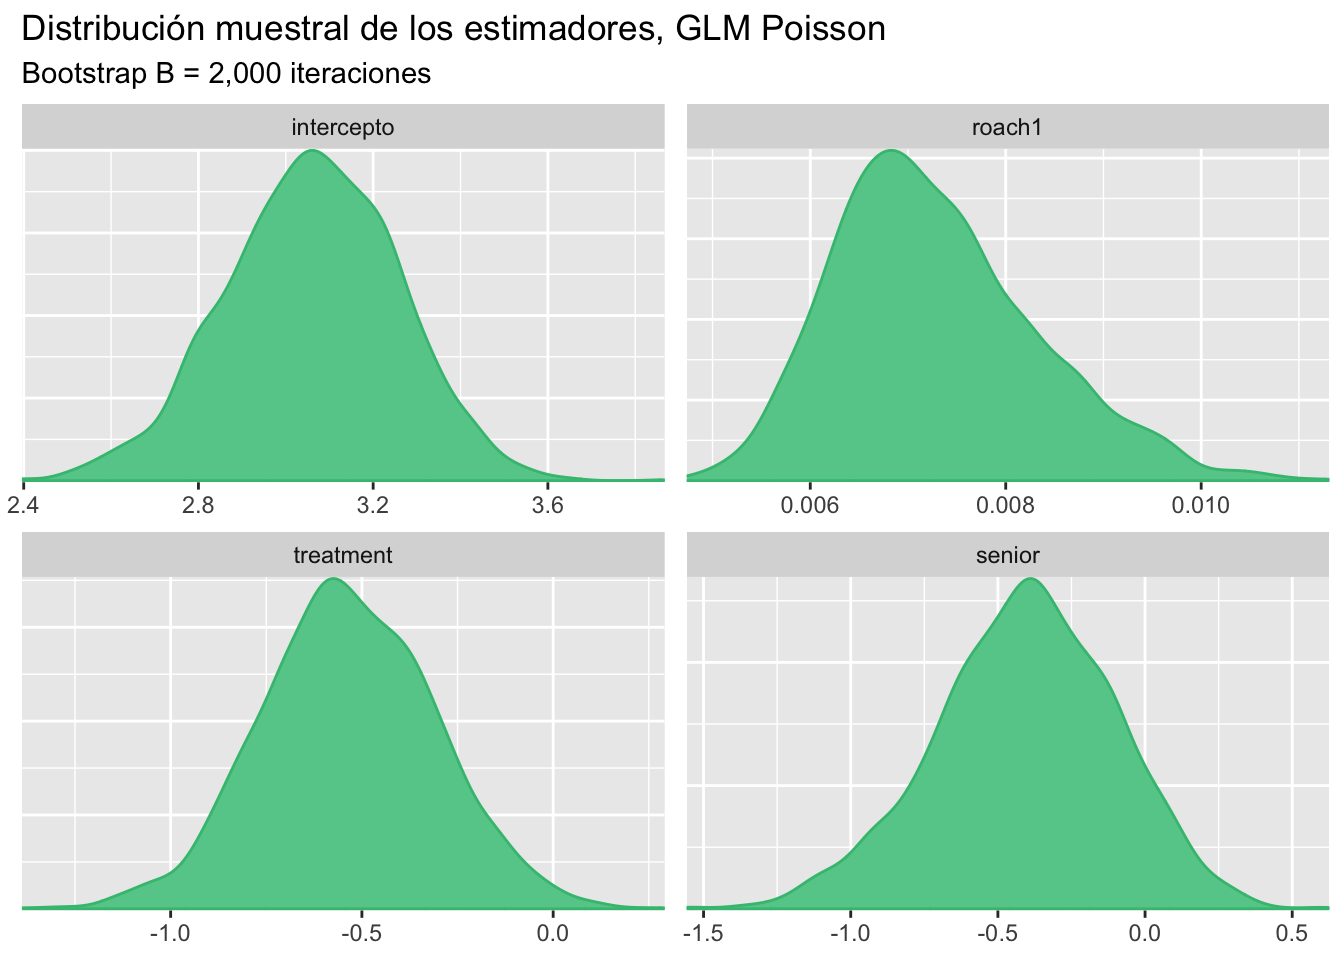 Distribución muestral de los estimadores, GLM Poisson
Bootstrap B = 2,000 iteraciones
intercepto
roach1
2.4 2.8 3.2 3.6
0.006 0.008 0.010
treatment
senior
-1.0 -0.5 0.0
-1.5 -1.0 -0.5 0.0 0.5